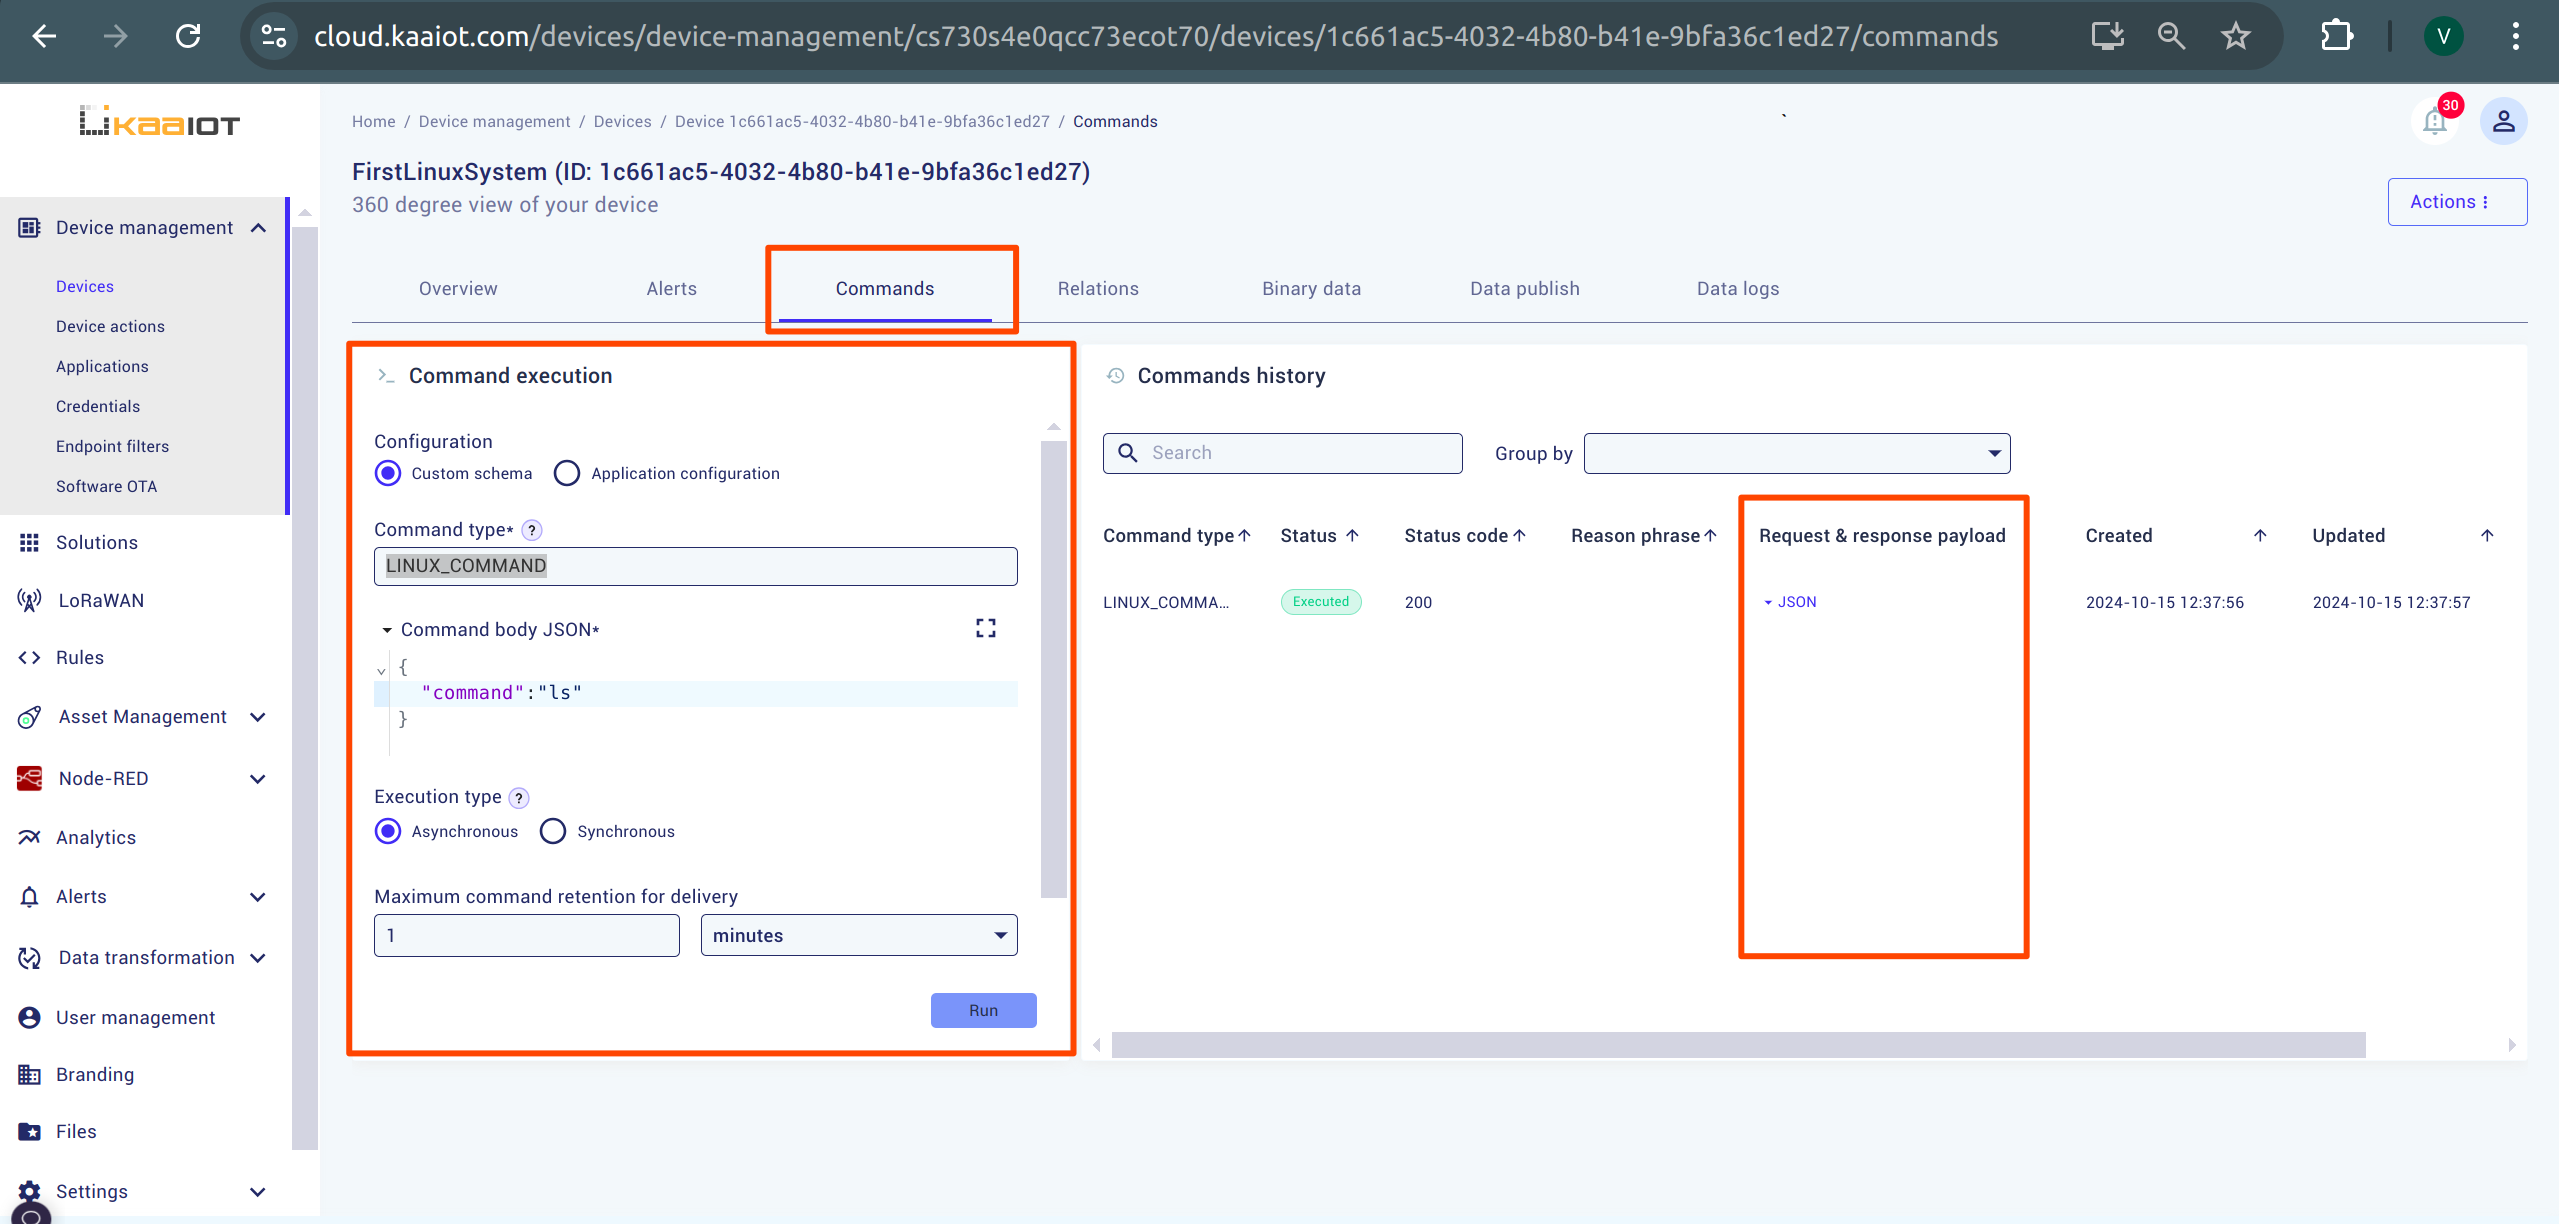 cloud.kaaiot.com/devices/device-management/cs730s4e0qcc73ecot70/devices/1c661ac5-4032-4b80-b41e-9bfa36c1ed27/commands
V
kaaIOT
Home / Device management / Devices / Device 1c661ac5-4032-4b80-b41e-9bfa36c1ed27 / Commands
30
FirstLinuxSystem (ID: 1c661ac5-4032-4b80-b41e-9bfa36c1ed27)
360 degree view of your device
Actions
Device management
Devices
Device actions
Applications
Credentials
Endpoint filters
Software OTA
Solutions
LoRaWAN
Rules
Asset Management
Node-RED
Analytics
Alerts
Data transformation
User management
Branding
Files
Settings
Overview Alerts Commands Relations Binary data Data publish Data logs
Command execution
Configuration
Custom schema Application configuration
Command type* ?
LINUX_COMMAND
Command body JSON*
{
"command":"ls"
}
Execution type ?
Asynchronous Synchronous
Maximum command retention for delivery
1 minutes
Run
Commands history
Search Group by
Command type Status Status code Reason phrase Request & response payload Created Updated
LINUX_COMMA... Executed 200 JSON 2024-10-15 12:37:56 2024-10-15 12:37:57